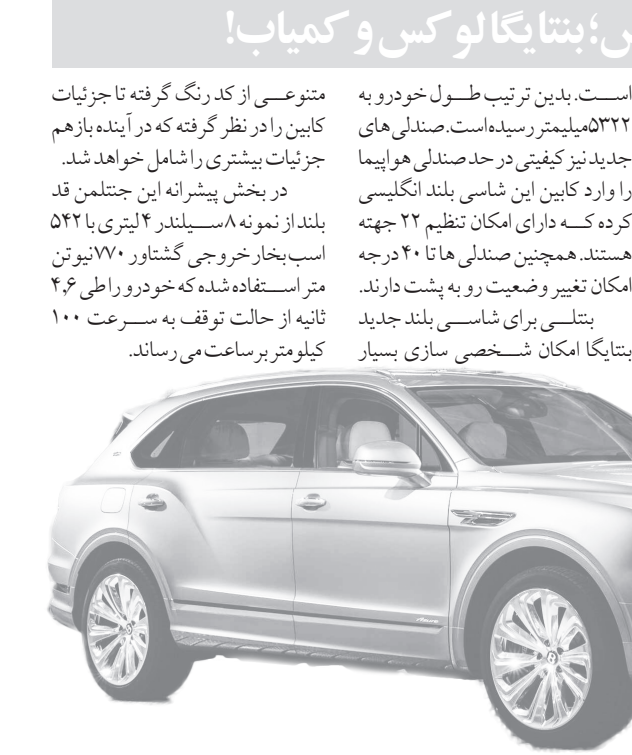 ش؛ بنتایگا لوکس و کمیاب!
است. بدین ترتیب طول خودرو به
۵۳۲۲میلیمتر رسیده‌است. صندلی های
جدید نیز کیفیتی در حد صندلی هواپیما
را وارد کابین این شاسی بلند انگلیسی
کرده که دارای امکان تنظیم ۲۲ جهته
هستند. همچنین صندلی ها تا ۴۰ درجه
امکان تغییر وضعیت رو به پشت دارند.
بنتلی برای شاسی بلند جدید
بنتایگا امکان شخصی سازی بسیار
متنوعی از کد رنگ گرفته تا جزئیات
کابین را در نظر گرفته که در آینده بازهم
جزئیات بیشتری را شامل خواهد شد.
در بخش پیشرانه این جنتلمن قد
بلند از نمونه ۸ سیلندر ۴ لیتری با ۵۴۲
اسب بخار خروجی گشتاور ۷۷۰ نیوتن
متر استفاده شده که خودرو را طی ۴,۶
ثانیه از حالت توقف به سرعت ۱۰۰
کیلومتر بر ساعت می رساند.